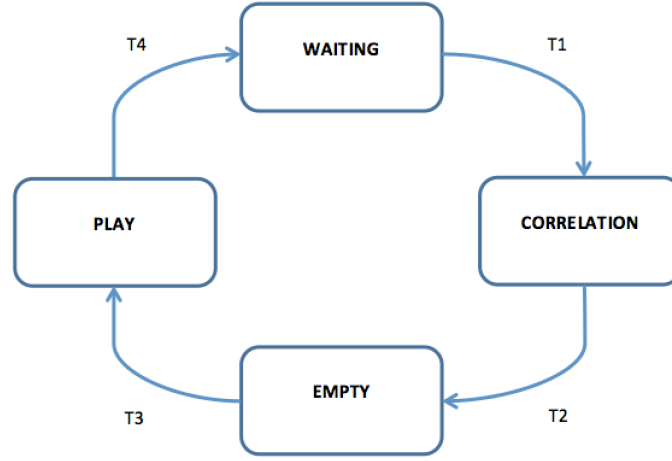 T4
WAITING
T1
PLAY
CORRELATION
EMPTY
T3
T2